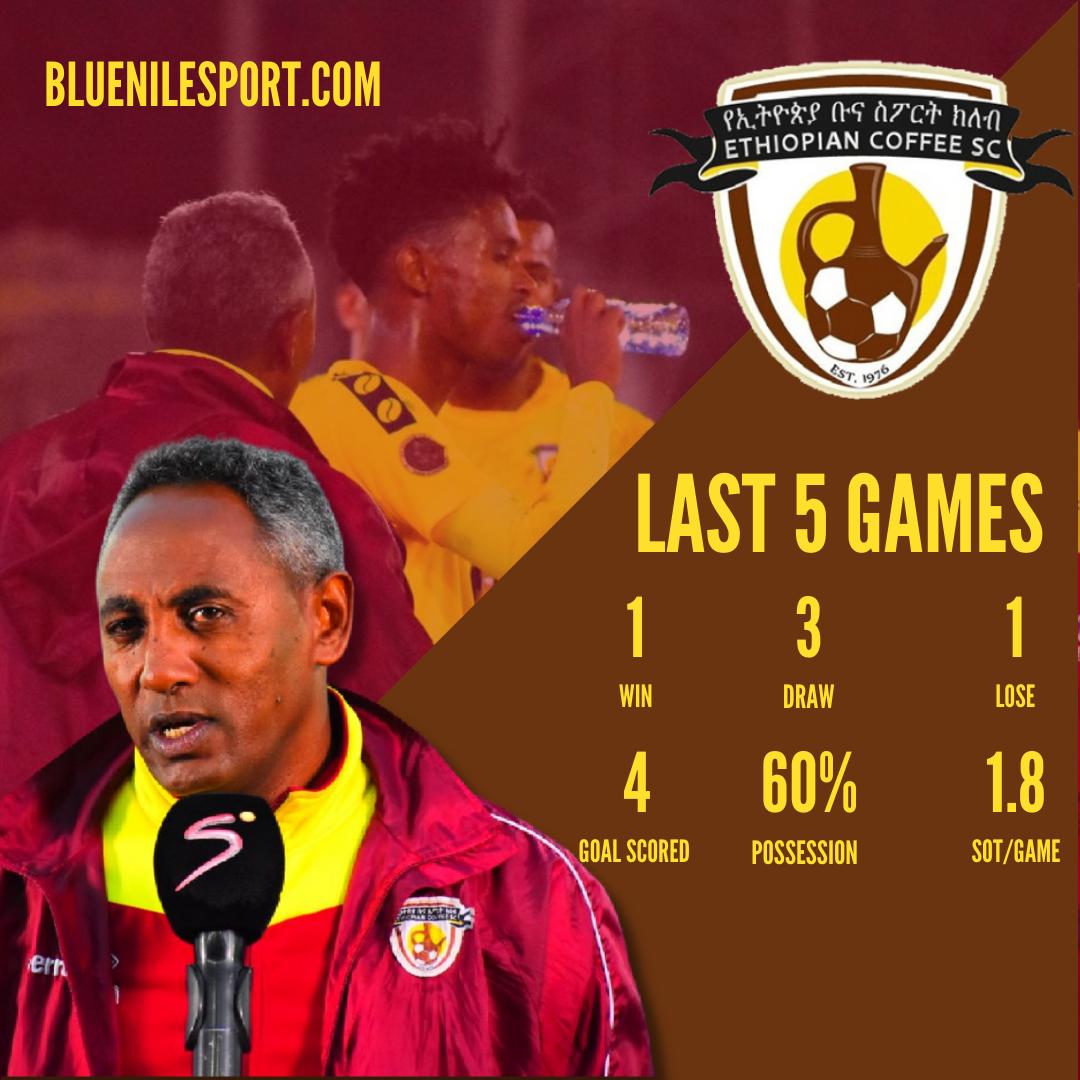 BLUENILESPORT.COM
የኢትዮጵያ ቡና ስፖርት ክለብ
ETHIOPIAN COFFEE SC
EST. 1976
LAST 5 GAMES
1 3 1
WIN DRAW LOSE
4 60% 1.8
GOAL SCORED POSSESSION SOT/GAME